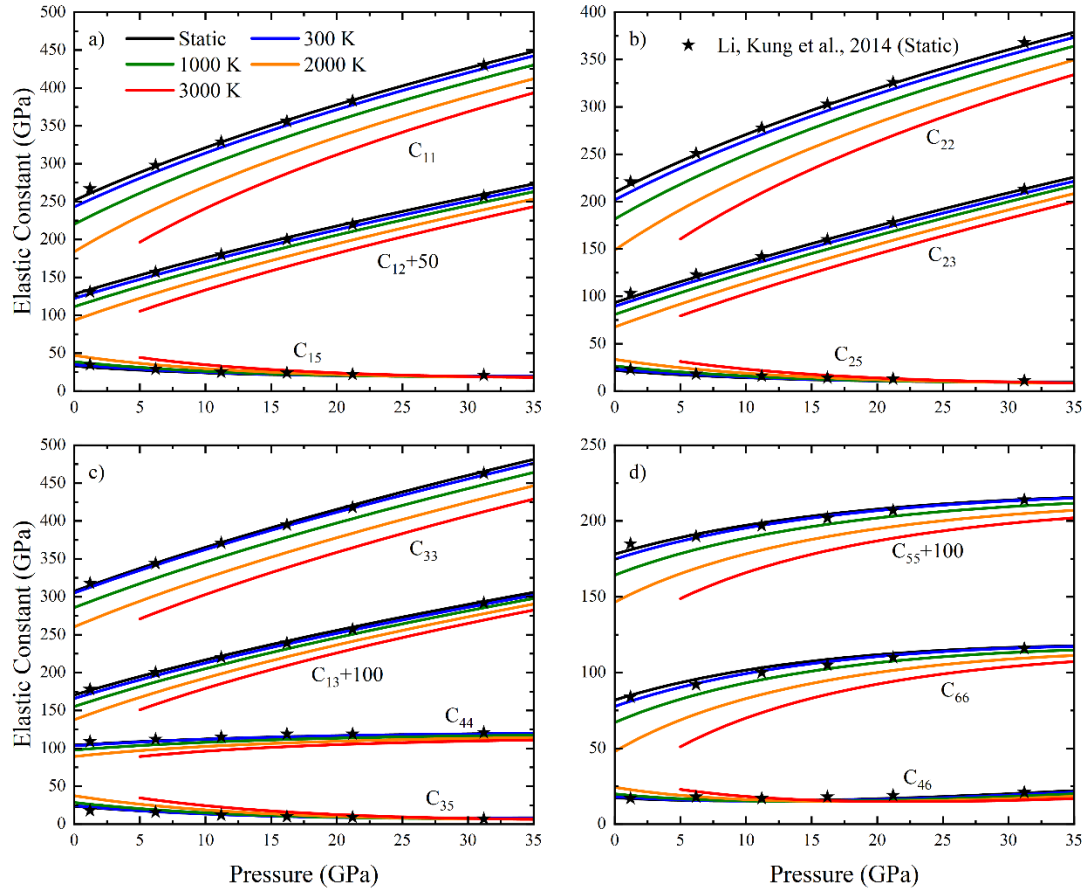 a)
Static
300 K
1000 K
2000 K
3000 K
500
450
400
350
300
250
200
150
100
50
0
C11
C12+50
C15
0 5 10 15 20 25 30 35
Elastic Constant (GPa)
b)
Li, Kung et al., 2014 (Static)
400
350
300
250
200
150
100
50
0
C22
C23
C25
0 5 10 15 20 25 30 35
c)
500
450
400
350
300
250
200
150
100
50
0
C33
C13+100
C44
C35
0 5 10 15 20 25 30 35
Elastic Constant (GPa)
Pressure (GPa)
d)
250
200
150
100
50
0
C55+100
C66
C46
0 5 10 15 20 25 30 35
Pressure (GPa)